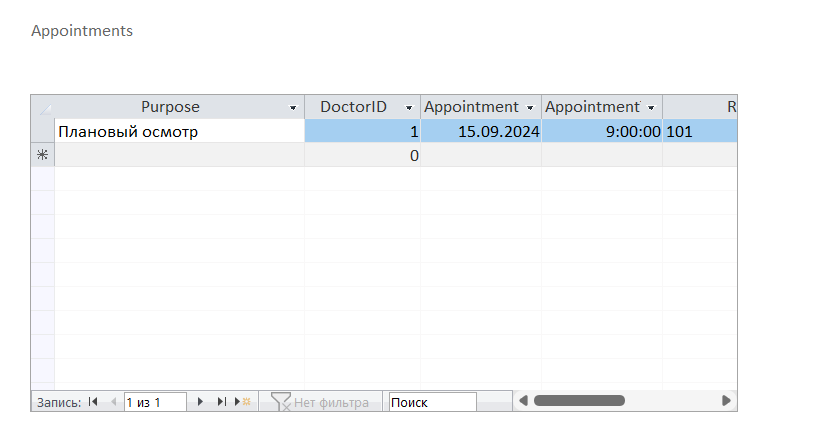 Appointments
Purpose DoctorID Appointment Appointment R
Плановый осмотр 1 15.09.2024 9:00:00 101
0
Запись: 1 из 1 Нет фильтра Поиск